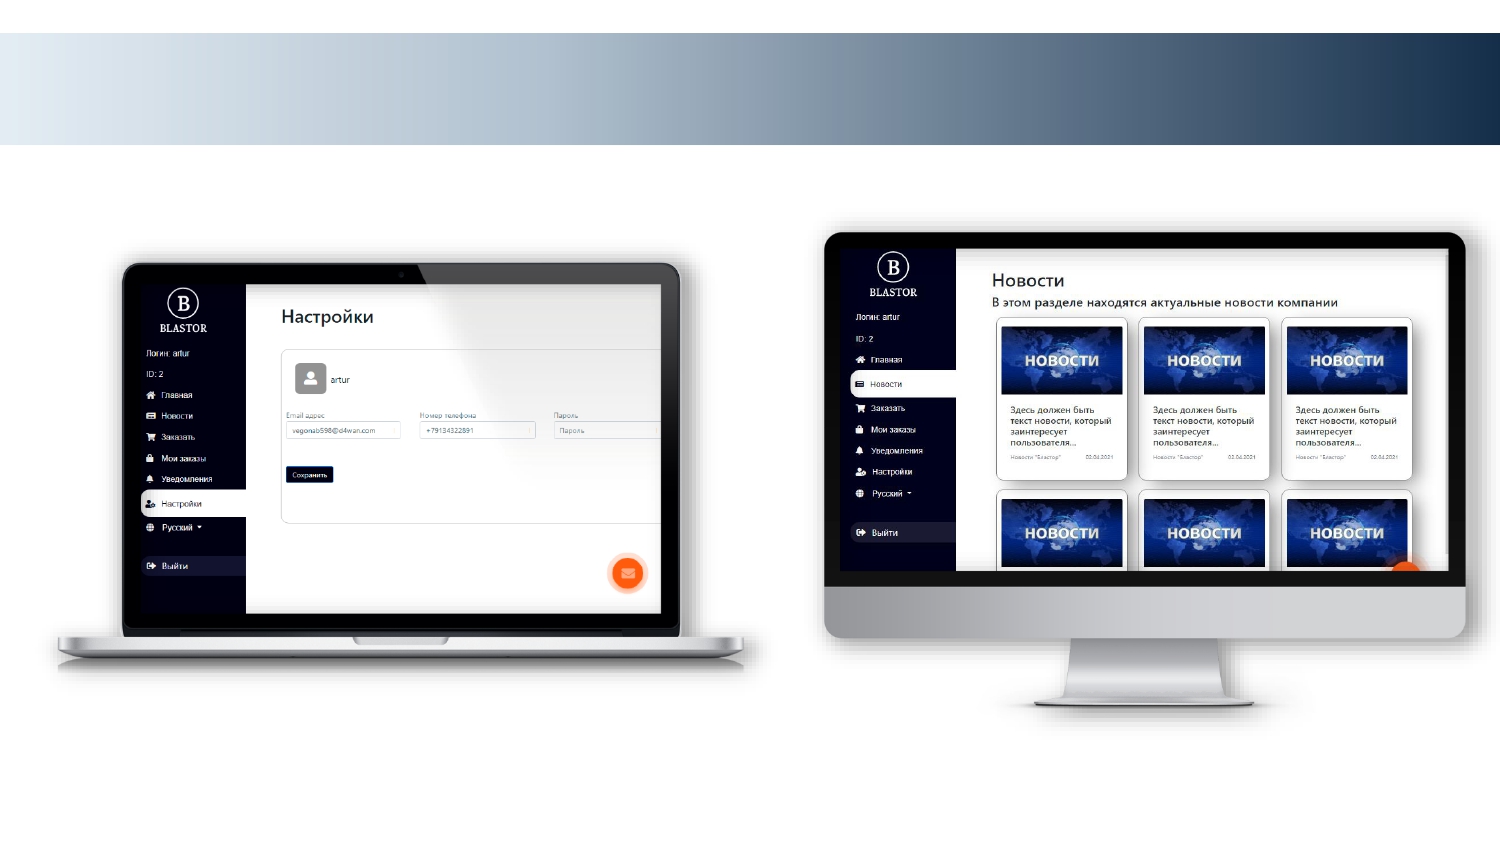 B
BLASTOR
Логин: artur
ID: 2
Главная
Новости
Заказать
Мои заказы
Уведомления
Настройки
Русский
Выйти
Настройки
artur
Email адрес
Номер телефона
Пароль
vegonab598@d4wan.com
+79134322891
Пароль
Сохранить
B
BLASTOR
Логин: artur
ID: 2
Главная
Новости
Заказать
Мои заказы
Уведомления
Настройки
Русский
Выйти
Новости
В этом разделе находятся актуальные новости компании
НОВОСТИ
Здесь должен быть
текст новости, который
заинтересует
пользователя...
Новости "Бластор" 02.04.2021
НОВОСТИ
Здесь должен быть
текст новости, который
заинтересует
пользователя...
Новости "Бластор" 02.04.2021
НОВОСТИ
Здесь должен быть
текст новости, который
заинтересует
пользователя...
Новости "Бластор" 02.04.2021
НОВОСТИ
НОВОСТИ
НОВОСТИ